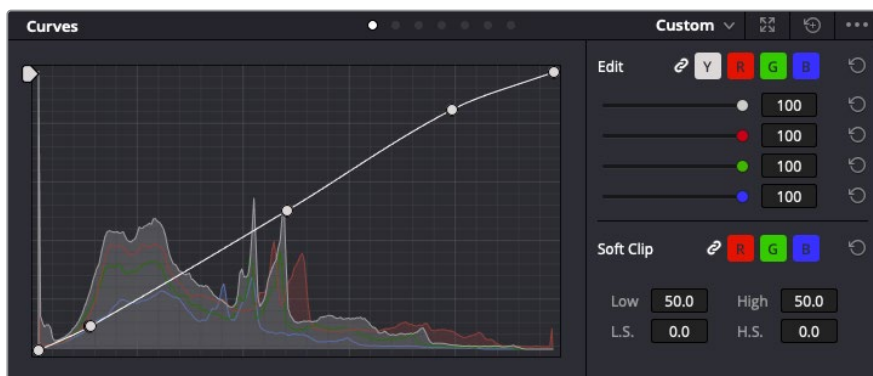 Curves
Custom
Edit Y R G B
100
100
100
100
Soft Clip R G B
Low 50.0 High 50.0
L.S. 0.0 H.S. 0.0